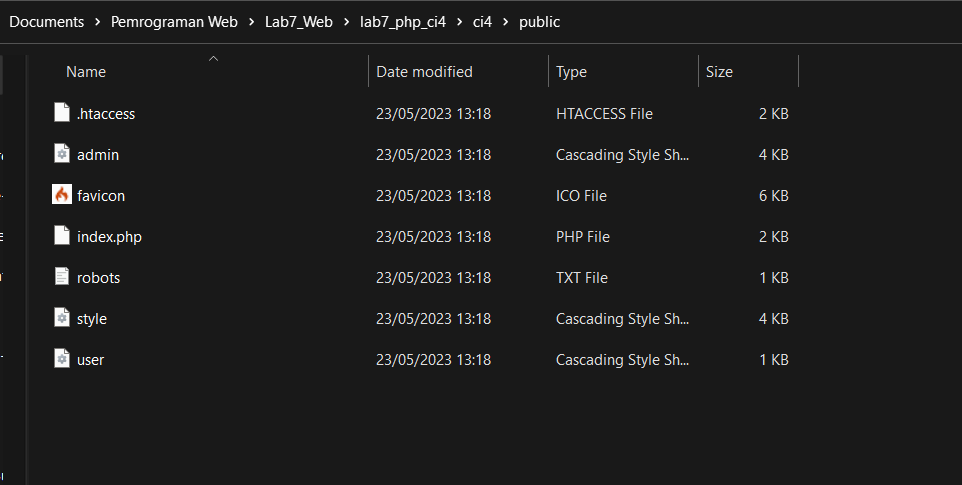 Documents > Pemrograman Web > Lab7_Web > lab7_php_ci4 > ci4 > public
Name Date modified Type Size
.htaccess 23/05/2023 13:18 HTACCESS File 2 KB
admin 23/05/2023 13:18 Cascading Style Sh... 4 KB
favicon 23/05/2023 13:18 ICO File 6 KB
index.php 23/05/2023 13:18 PHP File 2 KB
robots 23/05/2023 13:18 TXT File 1 KB
style 23/05/2023 13:18 Cascading Style Sh... 4 KB
user 23/05/2023 13:18 Cascading Style Sh... 1 KB